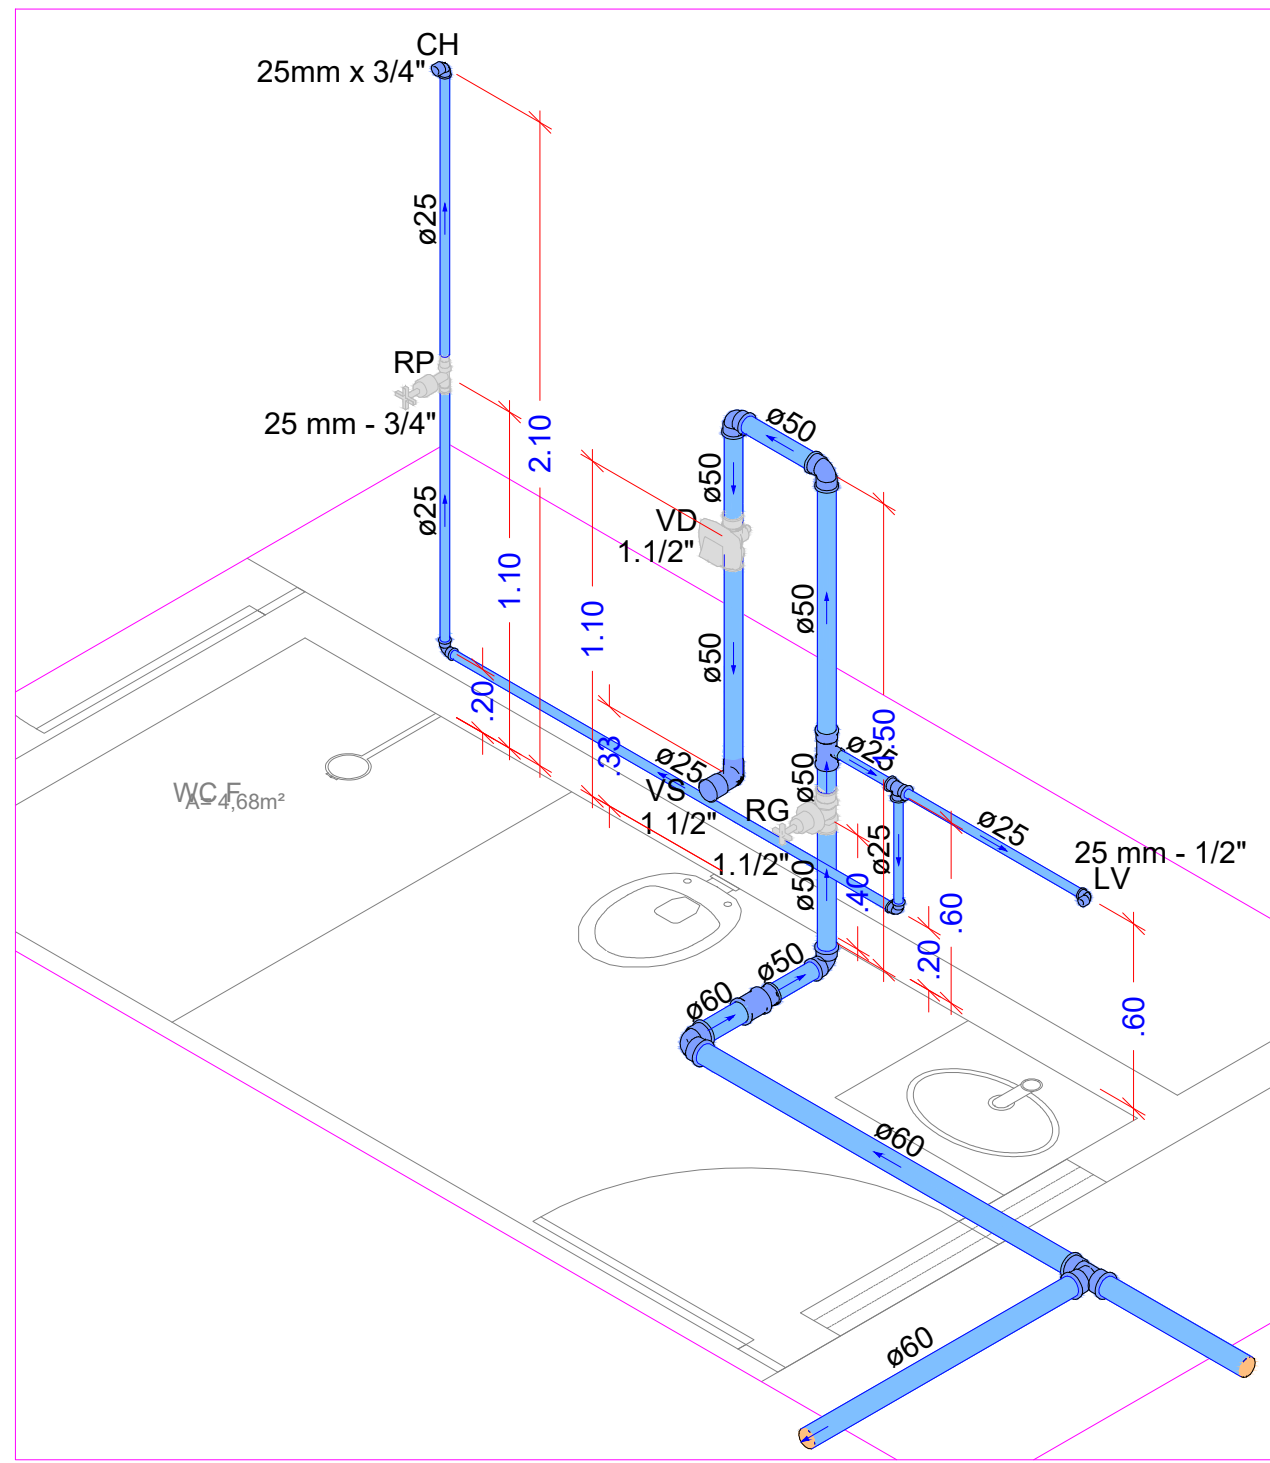 CH
25mm x 3/4"
ø25
RP
25 mm - 3/4"
2.10
ø50
ø50
ø25
VD
1.1/2"
1.10
1.10
ø50
ø50
.20
.33
ø25
VS
1 1/2"
ø50
ø25
.50
RG
1.1/2"
ø25
ø25
25 mm - 1/2"
LV
ø50
.40
.60
.20
.60
WC F
A= 4,68m²
ø50
ø60
ø60
ø60